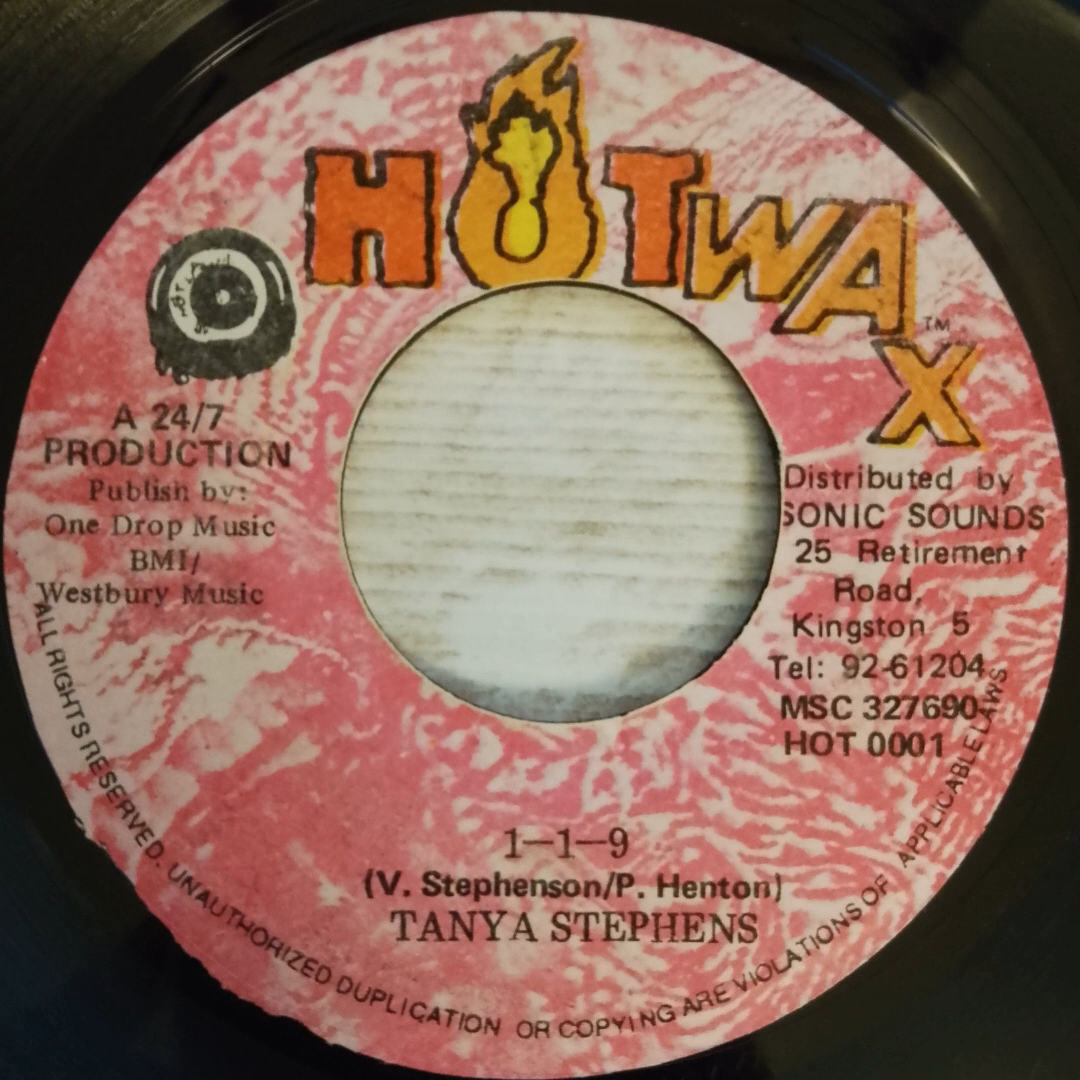 HOTWAX
TM
A 24/7
PRODUCTION
Publish by:
One Drop Music
BMI/
Westbury Music
Distributed by
SONIC SOUNDS
25 Retirement
Road,
Kingston 5
Tel: 92-61204
MSC 327690
HOT 0001
1—1—9
(V. Stephenson/P. Henton)
TANYA STEPHENS
ALL RIGHTS RESERVED. UNAUTHORIZED DUPLICATION OR COPYING ARE VIOLATIONS OF APPLICABLE LAWS